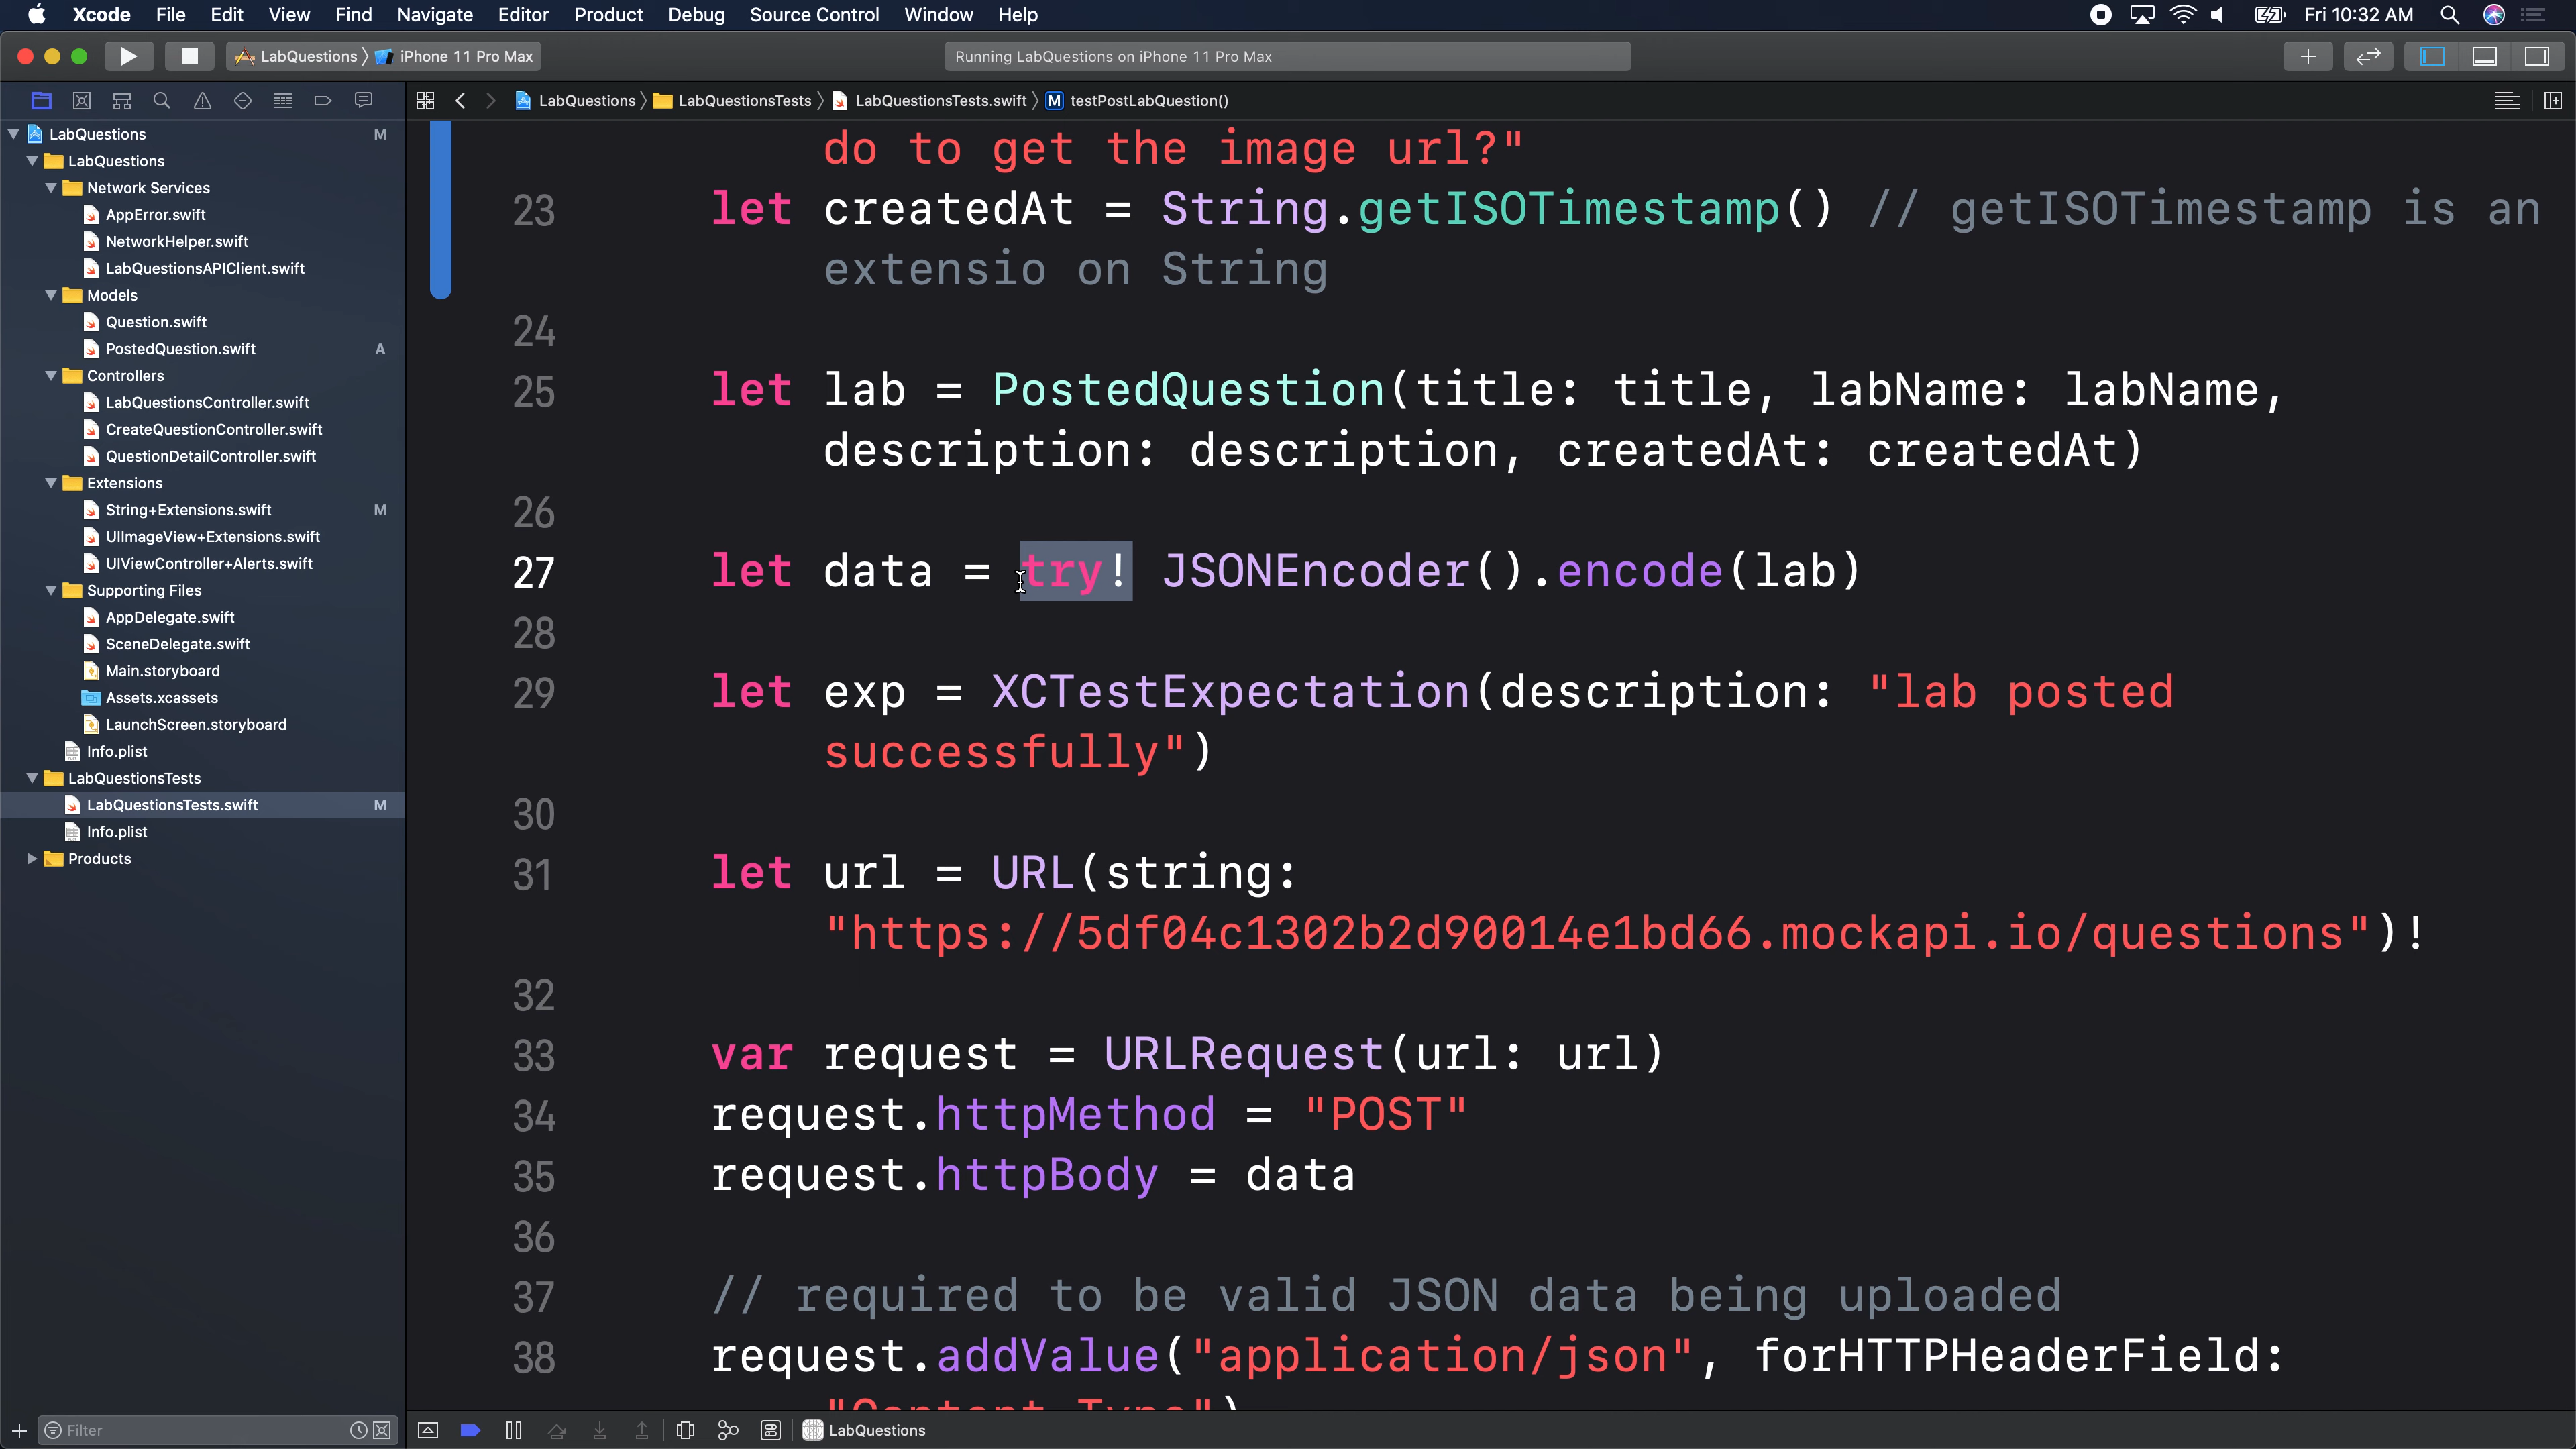 Xcode File Edit View Find Navigate Editor Product Debug Source Control Window Help Fri 10:32 AM
LabQuestions iPhone 11 Pro Max Running LabQuestions on iPhone 11 Pro Max
LabQuestions LabQuestionsTests LabQuestionsTests.swift M testPostLabQuestion()
LabQuestions M
LabQuestions
Network Services
AppError.swift
NetworkHelper.swift
LabQuestionsAPIClient.swift
Models
Question.swift
PostedQuestion.swift A
Controllers
LabQuestionsController.swift
CreateQuestionController.swift
QuestionDetailController.swift
Extensions
String+Extensions.swift M
UIImageView+Extensions.swift
UIViewController+Alerts.swift
Supporting Files
AppDelegate.swift
SceneDelegate.swift
Main.storyboard
Assets.xcassets
LaunchScreen.storyboard
Info.plist
LabQuestionsTests
LabQuestionsTests.swift M
Info.plist
Products
Filter
do to get the image url?"
23 let createdAt = String.getISOTimestamp() // getISOTimestamp is an
extensio on String
24
25 let lab = PostedQuestion(title: title, labName: labName,
description: description, createdAt: createdAt)
26
27 let data = try! JSONEncoder().encode(lab)
28
29 let exp = XCTestExpectation(description: "lab posted
successfully")
30
31 let url = URL(string:
"https://5df04c1302b2d90014e1bd66.mockapi.io/questions")!
32
33 var request = URLRequest(url: url)
34 request.httpMethod = "POST"
35 request.httpBody = data
36
37 // required to be valid JSON data being uploaded
38 request.addValue("application/json", forHTTPHeaderField:
"Content-Type")
LabQuestions